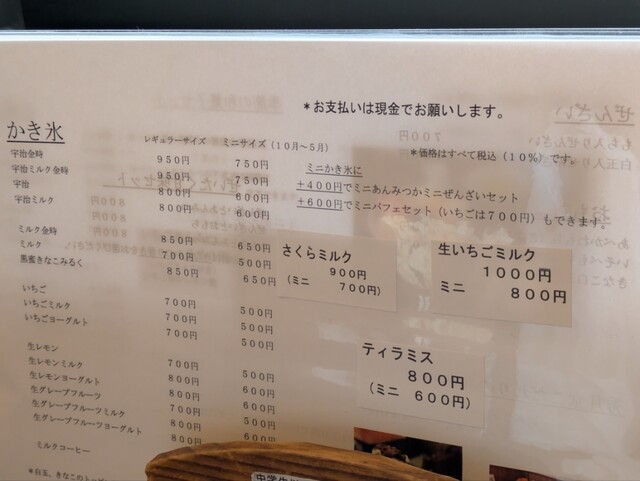 ＊お支払いは現金でお願いします。
かき氷
レギュラーサイズ ミニサイズ（１０月～５月）
＊価格はすべて税込（１０％）です。
宇治金時 ９５０円 ７５０円
宇治ミルク金時 ９５０円 ７５０円
宇治 ８００円 ６００円
宇治ミルク ８００円 ６００円
ミニかき氷に
＋４００円でミニあんみつかミニぜんざいセット
＋６００円でミニパフェセット（いちごは７００円）もできます
ミルク金時 ８５０円 ６５０円
ミルク ７００円 ５００円
黒蜜きなこみるく ８５０円 ６５０円
さくらミルク
９００円
（ミニ ７００円）
生いちごミルク
１０００円
ミニ ８００円
いちご ７００円 ５００円
いちごミルク ７００円 ５００円
いちごヨーグルト ７００円 ５００円
ティラミス
８００円
（ミニ ６００円）
生レモン ７００円 ５００円
生レモンミルク ８００円 ６００円
生レモンヨーグルト ８００円 ６００円
生グレープフルーツ ７００円 ５００円
生グレープフルーツミルク ８００円 ６００円
生グレープフルーツヨーグルト ８００円 ６００円
ミルクコーヒー
＊白玉、きなこのトッピ